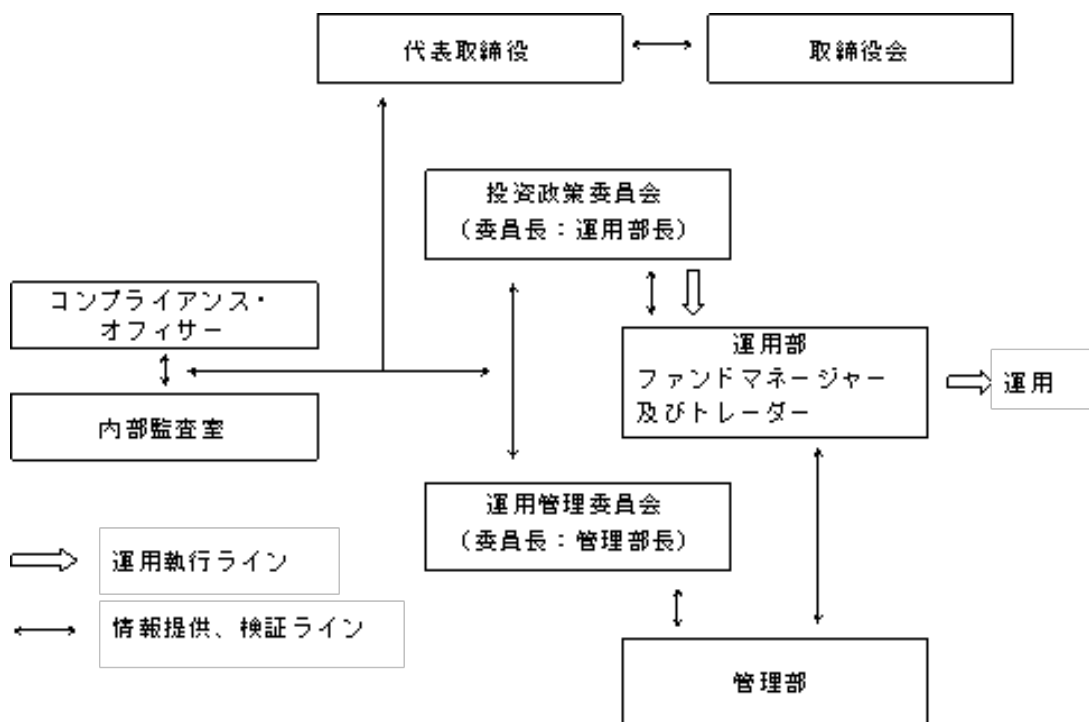 代表取締役
取締役会
投資政策委員会
（委員長：運用部長）
コンプライアンス・
オフィサー
運用部
ファンドマネージャー
及びトレーダー
運用
内部監査室
運用管理委員会
（委員長：管理部長）
運用執行ライン
情報提供、検証ライン
管理部